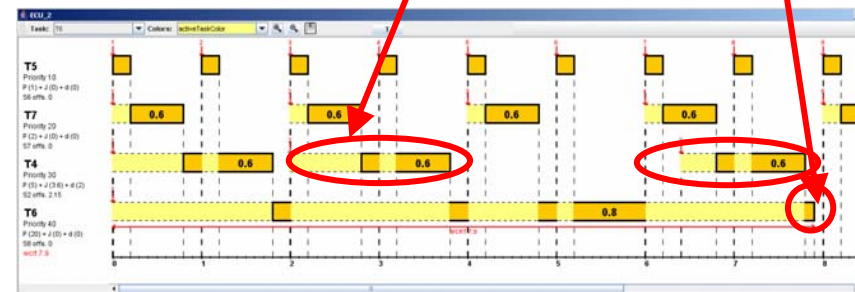 ECU_2
Task: T6 Colors: activeTaskColor
T5
Priority 10
P (1) + J (0) + d (0)
S6 offs. 0
T7
Priority 20
P (2) + J (0) + d (0)
S7 offs. 0
0.6 0.6 0.6 0.6
T4
Priority 30
P (5) + J (3.6) + d (2)
S2 offs. 2.15
0.6 0.6 0.6
T6
Priority 40
P (20) + J (0) + d (0)
S8 offs. 0
wcrt 7.9
0.8
wcrt 7.9
0 1 2 3 4 5 6 7 8